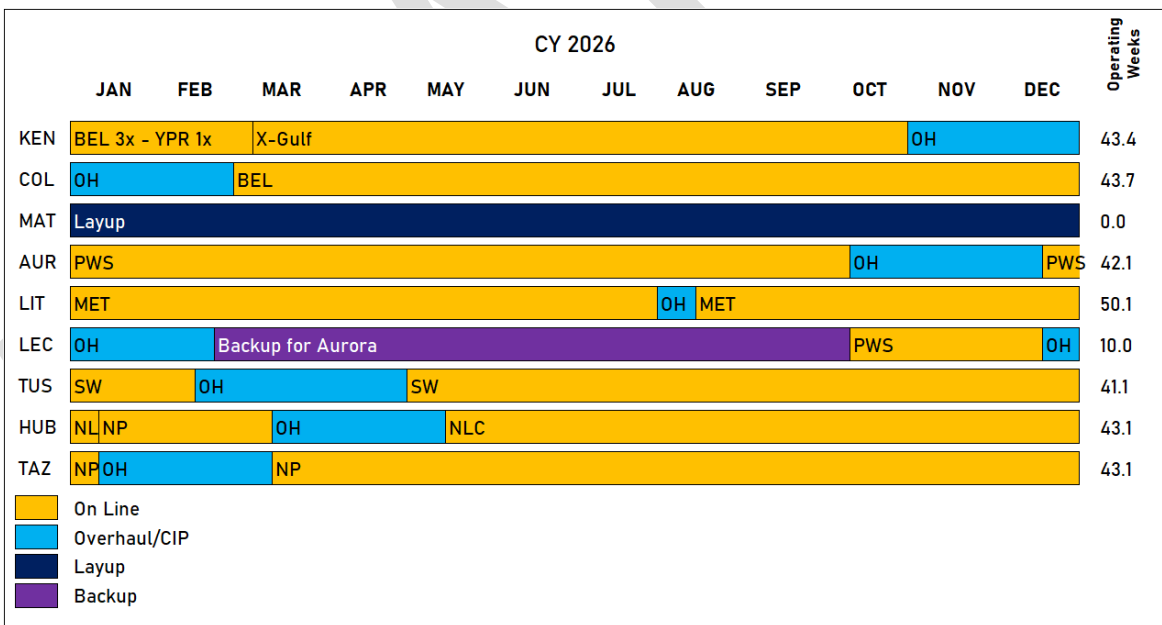 CY 2026
Operating Weeks
JAN FEB MAR APR MAY JUN JUL AUG SEP OCT NOV DEC
KEN BEL 3x - YPR 1x X-Gulf OH 43.4
COL OH BEL 43.7
MAT Layup 0.0
AUR PWS OH PWS 42.1
LIT MET OH MET 50.1
LEC OH Backup for Aurora PWS OH 10.0
TUS SW OH SW 41.1
HUB NL NP OH NLC 43.1
TAZ NP OH NP 43.1
On Line
Overhaul/CIP
Layup
Backup